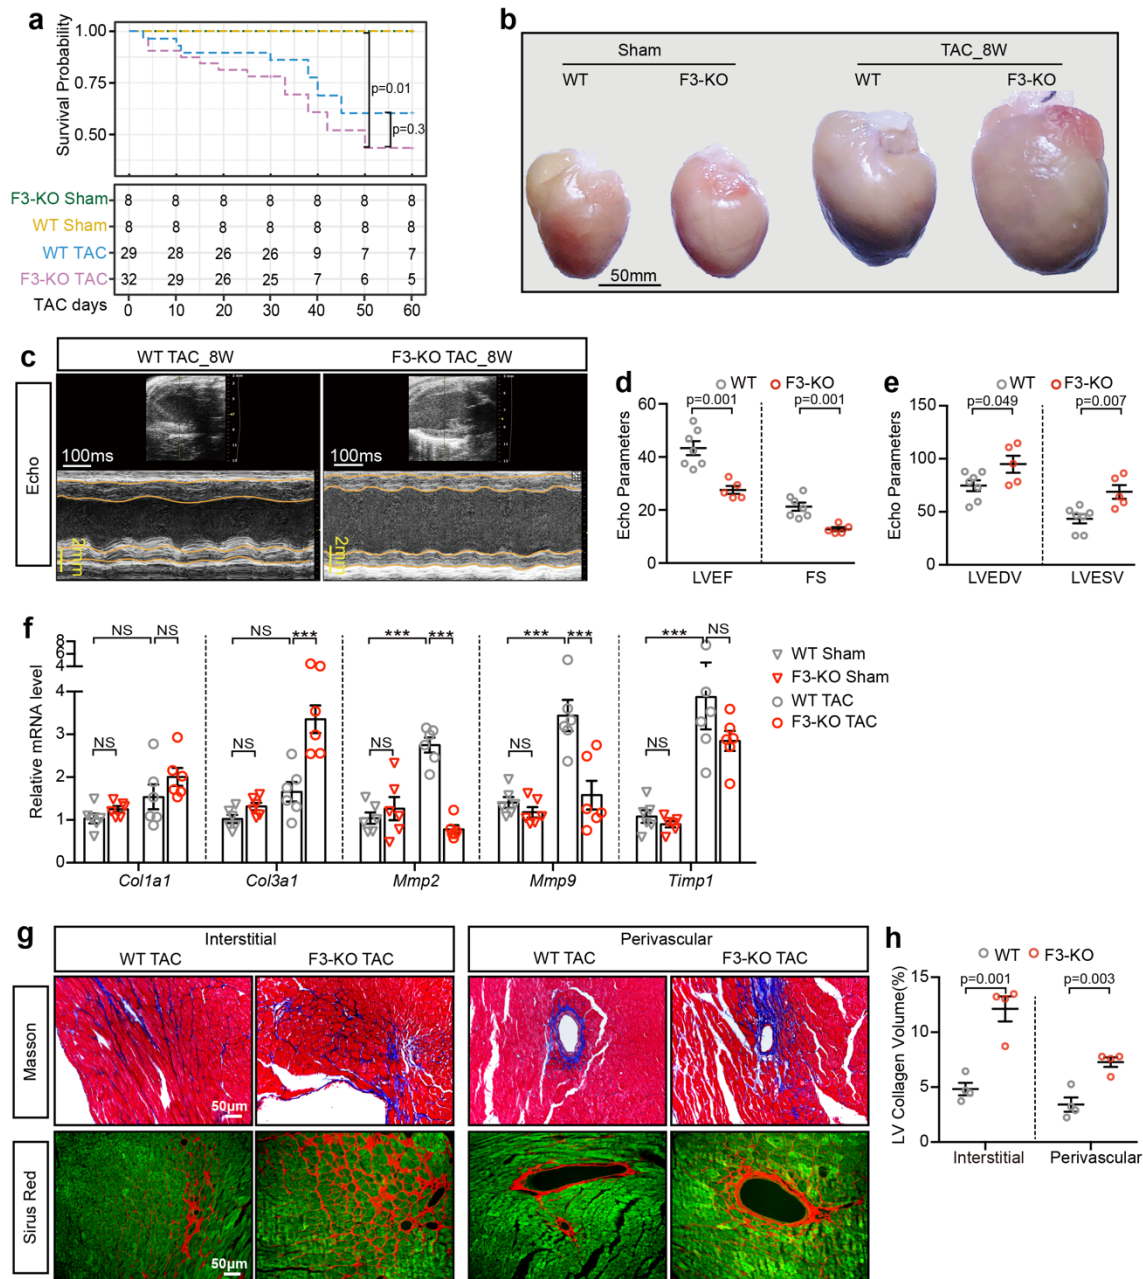 a
1.00
0.75
0.50
Survival Probability
p=0.01
p=0.3
F3-KO Sham 8 8 8 8 8 8 8
WT Sham 8 8 8 8 8 8 8
WT TAC 29 28 26 26 9 7 7
F3-KO TAC 32 29 26 25 7 6 5
TAC days 0 10 20 30 40 50 60
b
Sham TAC_8W
WT F3-KO WT F3-KO
50mm
c
WT TAC_8W F3-KO TAC_8W
Echo
100ms 100ms
2mm 2mm
d
WT F3-KO
p=0.001 p=0.001
60
40
20
0
Echo Parameters
LVEF FS
e
WT F3-KO
p=0.049 p=0.007
150
100
50
0
Echo Parameters
LVEDV LVESV
f
NS NS NS *** *** *** *** *** *** NS
8
6
4
4
3
2
1
0
Relative mRNA level
NS NS NS NS NS
Col1a1 Col3a1 Mmp2 Mmp9 Timp1
WT Sham
F3-KO Sham
WT TAC
F3-KO TAC
g
Interstitial Perivascular
WT TAC F3-KO TAC WT TAC F3-KO TAC
Masson
50µm
Sirus Red
50µm
h
WT F3-KO
p=0.001 p=0.003
15
10
5
0
LV Collagen Volume(%)
Interstitial Perivascular